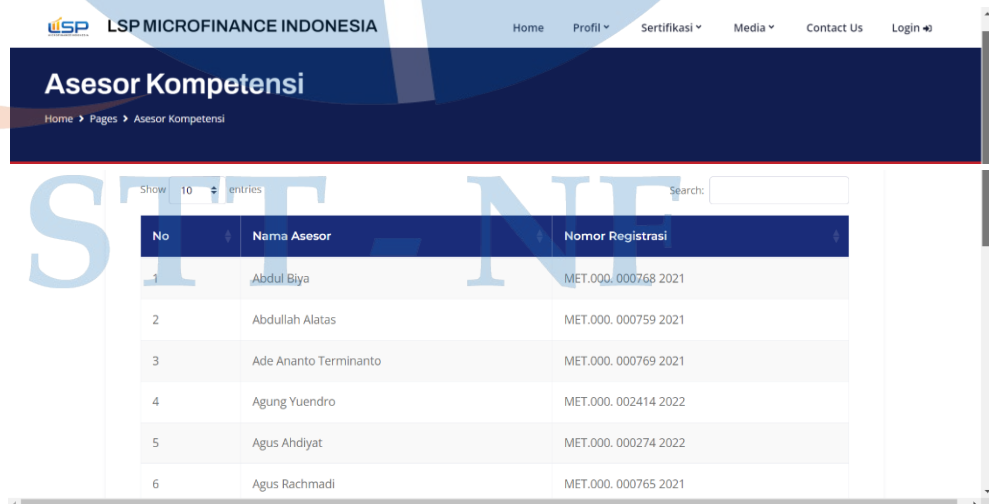 LSP LSP MICROFINANCE INDONESIA Home Profil Sertifikasi Media Contact Us Login
Asesor Kompetensi
Home > Pages > Asesor Kompetensi
STT - NF
Show 10 entries Search:
No Nama Asesor Nomor Registrasi
1 Abdul Biya MET.000. 000768 2021
2 Abdullah Alatas MET.000. 000759 2021
3 Ade Ananto Terminanto MET.000. 000769 2021
4 Agung Yuendro MET.000. 002414 2022
5 Agus Ahdiyat MET.000. 000274 2022
6 Agus Rachmadi MET.000. 000765 2021